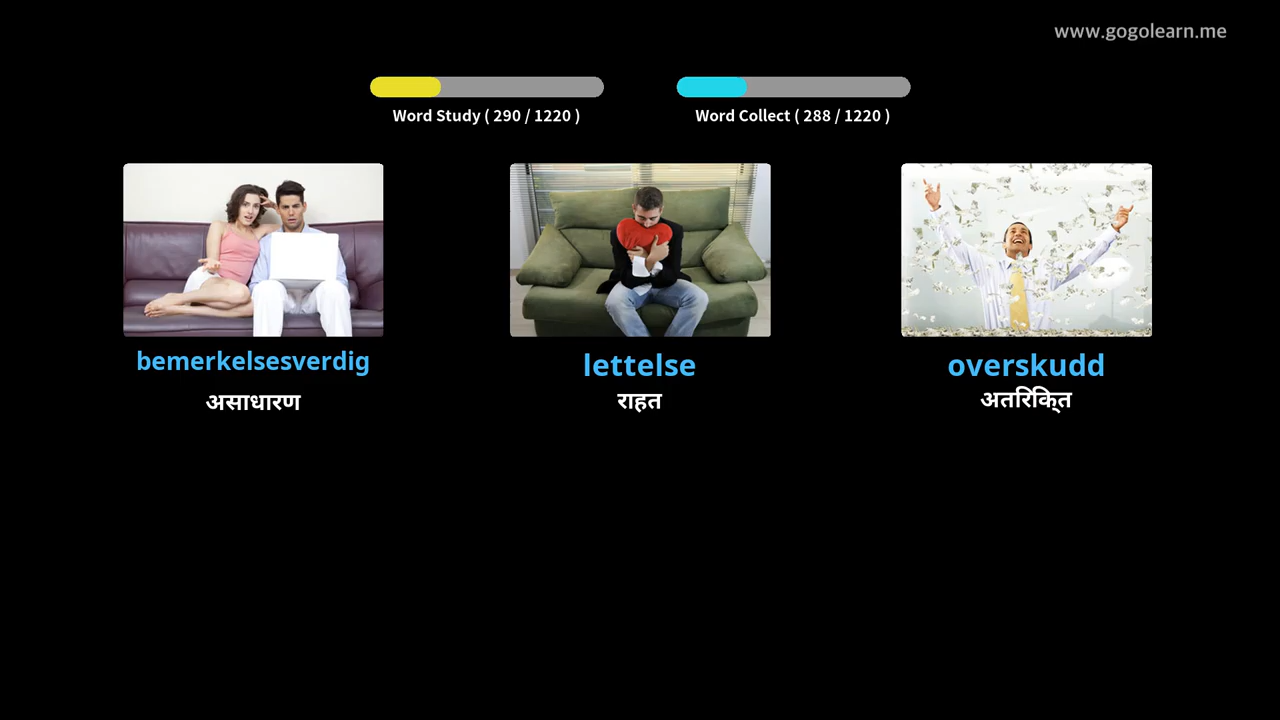 www.gogolearn.me
Word Study ( 290 / 1220 )
Word Collect ( 288 / 1220 )
bemerkelsesverdig
lettelse
overskudd
असाधारण
राहत
अतिरिक्त